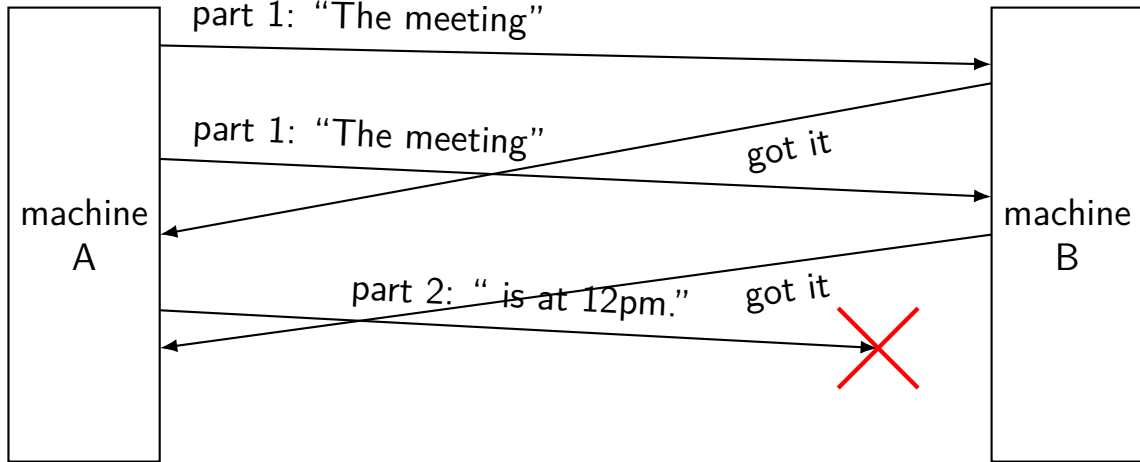 part 1: “The meeting”
part 1: “The meeting”
got it
machine
A
machine
B
part 2: “ is at 12pm.”
got it